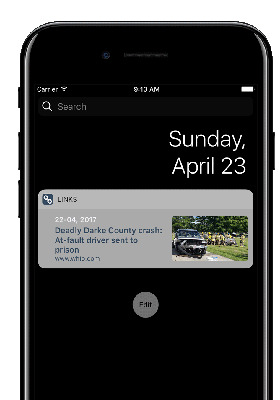 Carrier 9:13 AM
Search
Sunday,
April 23
LINKS
22-04, 2017
Deadly Darke County crash:
At-fault driver sent to
prison
www.whio.com
Edit